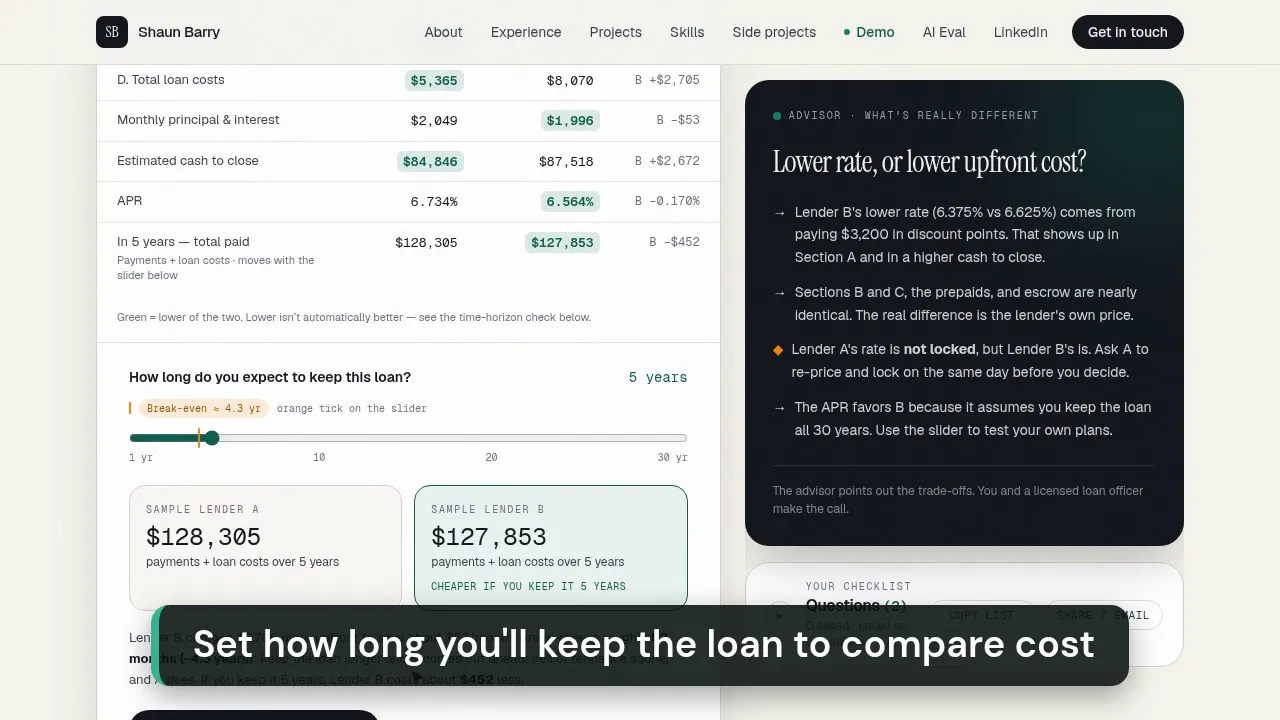 SB Shaun Barry About Experience Projects Skills Side projects Demo AI Eval LinkedIn Get in touch
D. Total loan costs $5,365 $8,070 B +$2,705
Monthly principal & interest $2,049 $1,996 B −$53
Estimated cash to close $84,846 $87,518 B +$2,672
APR 6.734% 6.564% B −0.170%
In 5 years — total paid $128,305 $127,853 B −$452
Payments + loan costs · moves with the
slider below
Green = lower of the two. Lower isn't automatically better — see the time-horizon check below.
How long do you expect to keep this loan? 5 years
Break-even ≈ 4.3 yr orange tick on the slider
1 yr 10 20 30 yr
SAMPLE LENDER A
$128,305
payments + loan costs over 5 years
SAMPLE LENDER B
$127,853
payments + loan costs over 5 years
CHEAPER IF YOU KEEP IT 5 YEARS
ADVISOR · WHAT'S REALLY DIFFERENT
Lower rate, or lower upfront cost?
→ Lender B's lower rate (6.375% vs 6.625%) comes from
paying $3,200 in discount points. That shows up in
Section A and in a higher cash to close.
→ Sections B and C, the prepaids, and escrow are nearly
identical. The real difference is the lender's own price.
◆ Lender A's rate is not locked, but Lender B's is. Ask A to
re-price and lock on the same day before you decide.
→ The APR favors B because it assumes you keep the loan
all 30 years. Use the slider to test your own plans.
The advisor points out the trade-offs. You and a licensed loan officer
make the call.
YOUR CHECKLIST
Questions (2)
COPY LIST SHARE / EMAIL
Set how long you'll keep the loan to compare cost
and A does. If you keep it 5 years, Lender B costs about $452 less.